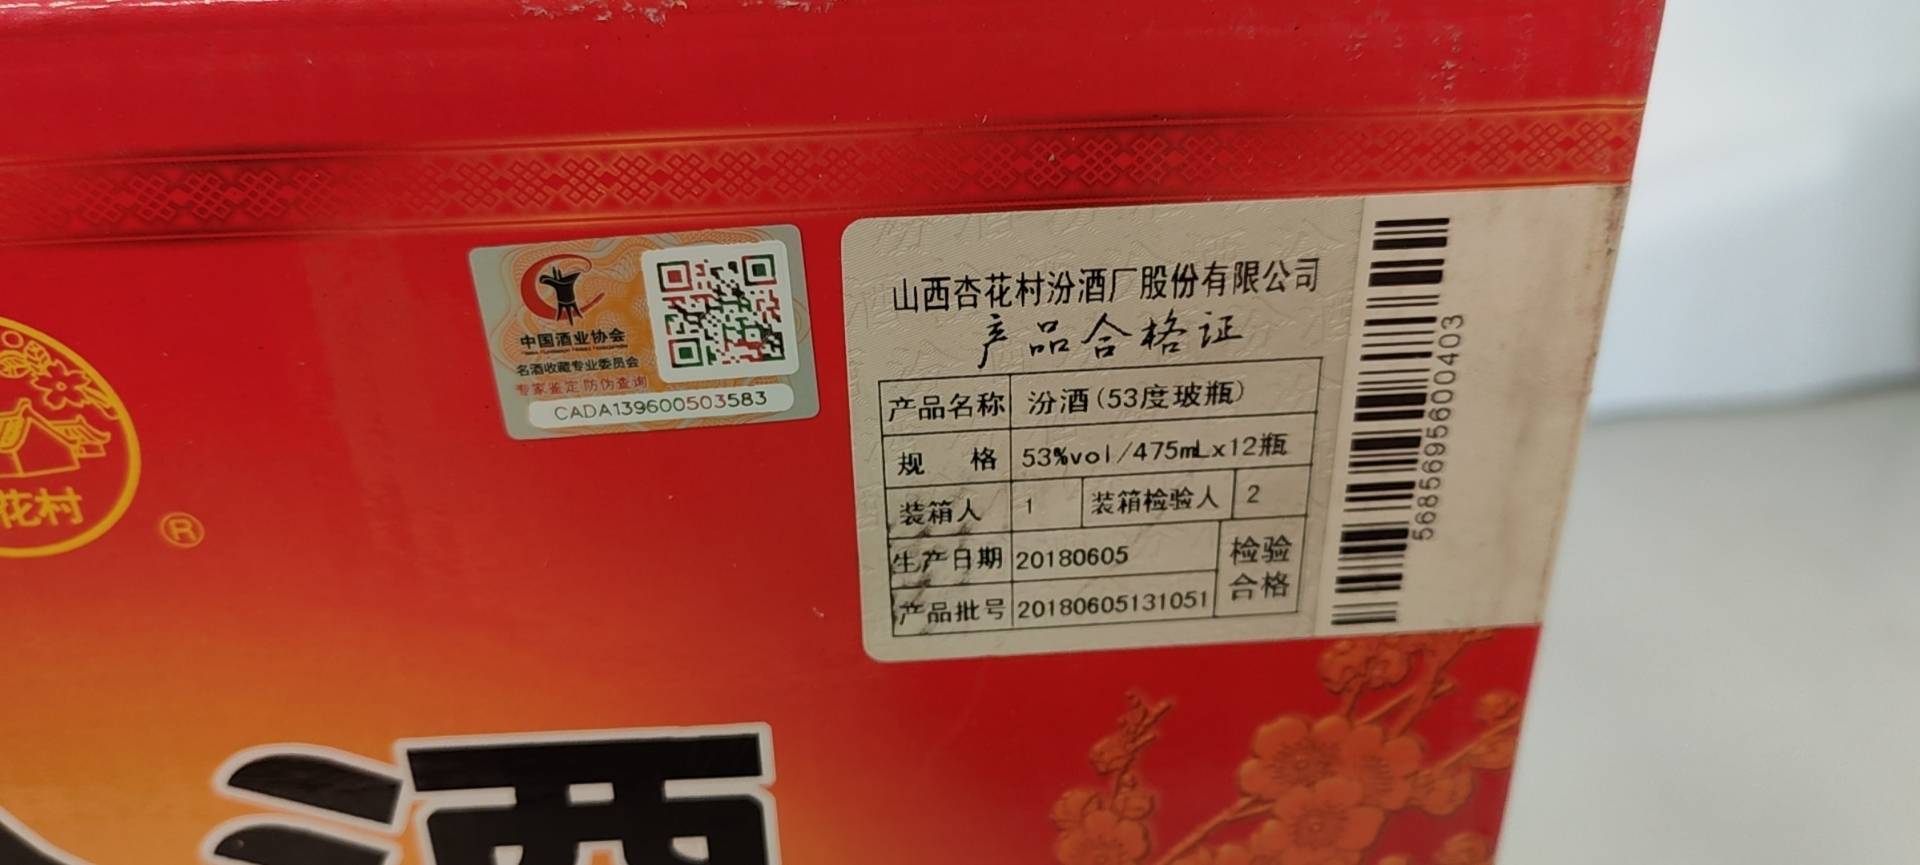 花村
®
中国酒业协会
名酒收藏专业委员会
专家鉴定 防伪查询
CADA139600503583
山西杏花村汾酒厂股份有限公司
产品合格证
产品名称 汾酒(53度玻瓶)
规格 53%vol/475mLx12瓶
装箱人 1 装箱检验人 2
生产日期 20180605 检验
产品批号 20180605131051 合格
5685695600403
酒